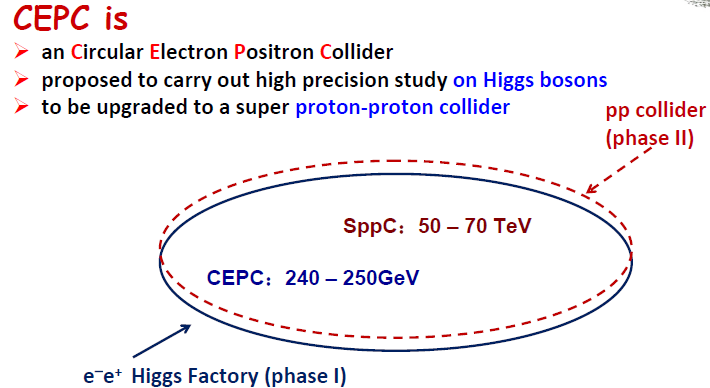 CEPC is
➢ an Circular Electron Positron Collider
➢ proposed to carry out high precision study on Higgs bosons
➢ to be upgraded to a super proton-proton collider
pp collider
(phase II)
SppC：50 – 70 TeV
CEPC：240 – 250GeV
e⁻e⁺ Higgs Factory (phase I)